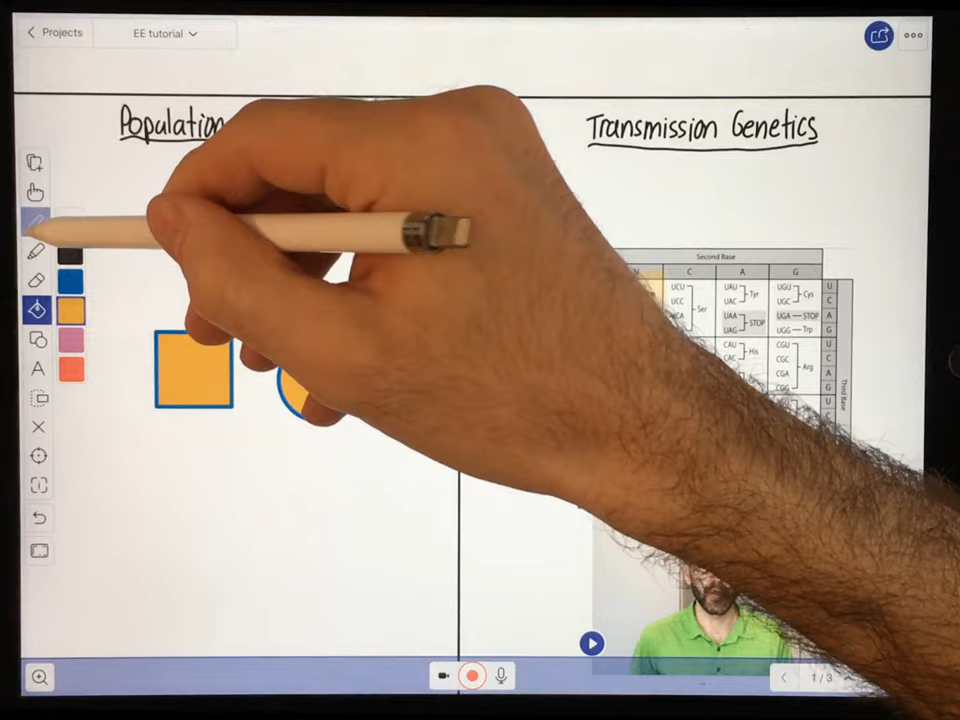 Projects
EE tutorial
Population
Transmission Genetics
Second Base
C A G
UCU UAU Tyr UGU Cys U
UCC Ser UAC UGC C
UAA STOP UGA STOP A
UAG UGG Trp G
CAU His CGU U
CAC CGC Arg C
CGA A
CGG G
U
Third Base
A
1/3